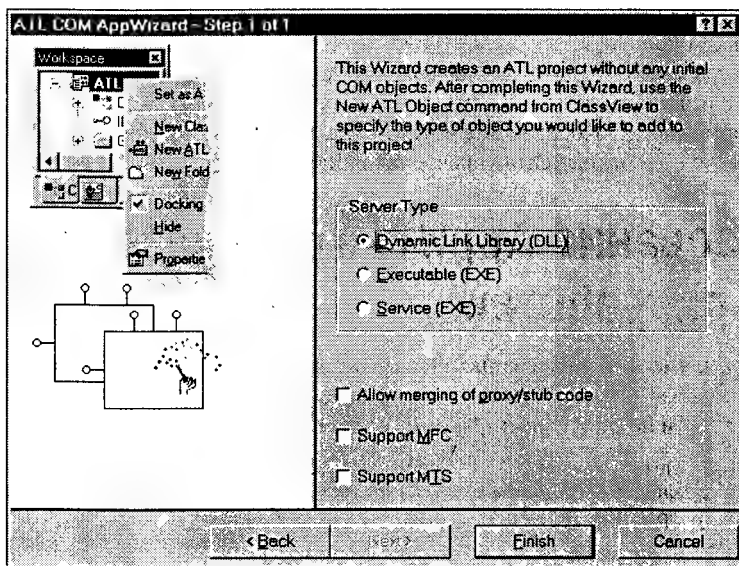 ATL COM AppWizard - Step 1 of 1
Workspace
ATL
Set as A
New Clas
New ATL
New Fold
Docking
Hide
Propertie
This Wizard creates an ATL project without any initial
COM objects. After completing this Wizard, use the
New ATL Object command from ClassView to
specify the type of object you would like to add to
this project
Server Type
Dynamic Link Library (DLL)
Executable (EXE)
Service (EXE)
Allow merging of proxy/stub code
Support MFC
Support MTS
< Back
Next >
Finish
Cancel